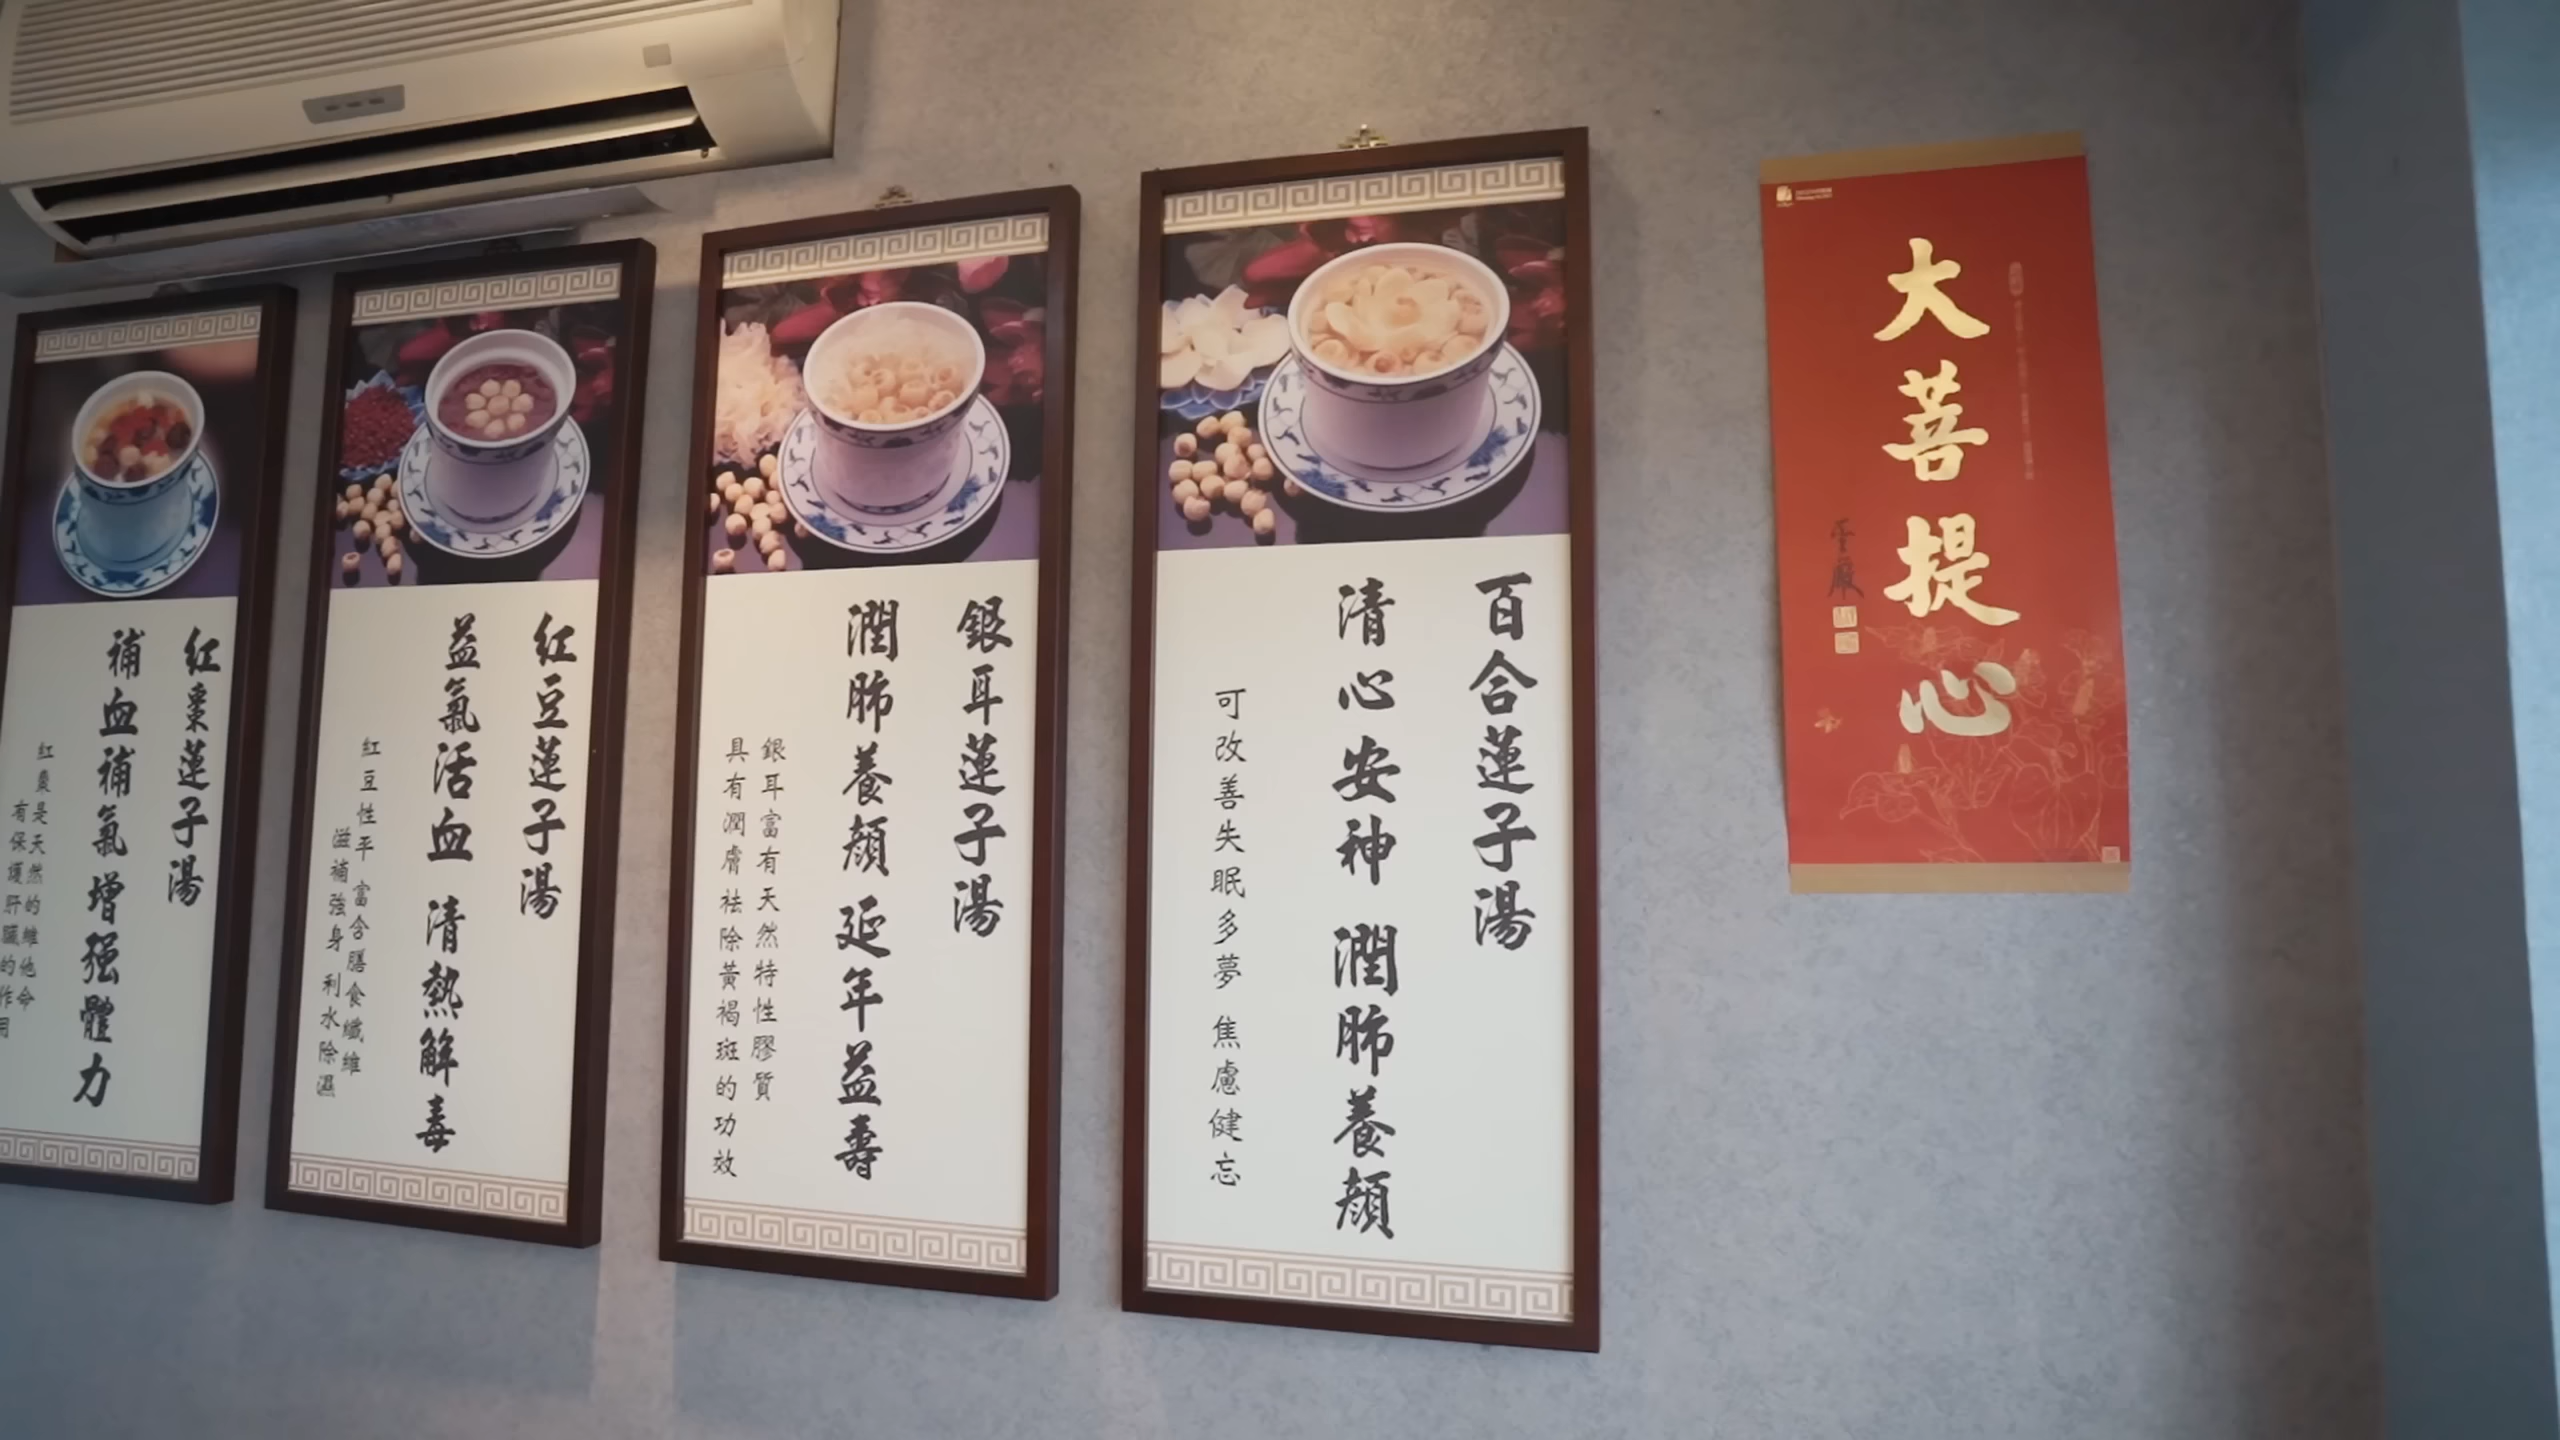 大菩提心
聖嚴
百合蓮子湯
清心安神 潤肺養顏
可改善失眠多夢 焦慮健忘
銀耳蓮子湯
潤肺養顏 延年益壽
銀耳富有天然特性膠質
具有潤膚祛除黃褐斑的功效
紅豆蓮子湯
益氣活血 清熱解毒
紅豆性平 富含膳食纖維
滋補強身 利水除濕
紅棗蓮子湯
補血補氣增强體力
紅棗是天然的維他命
有保護肝臟的作用